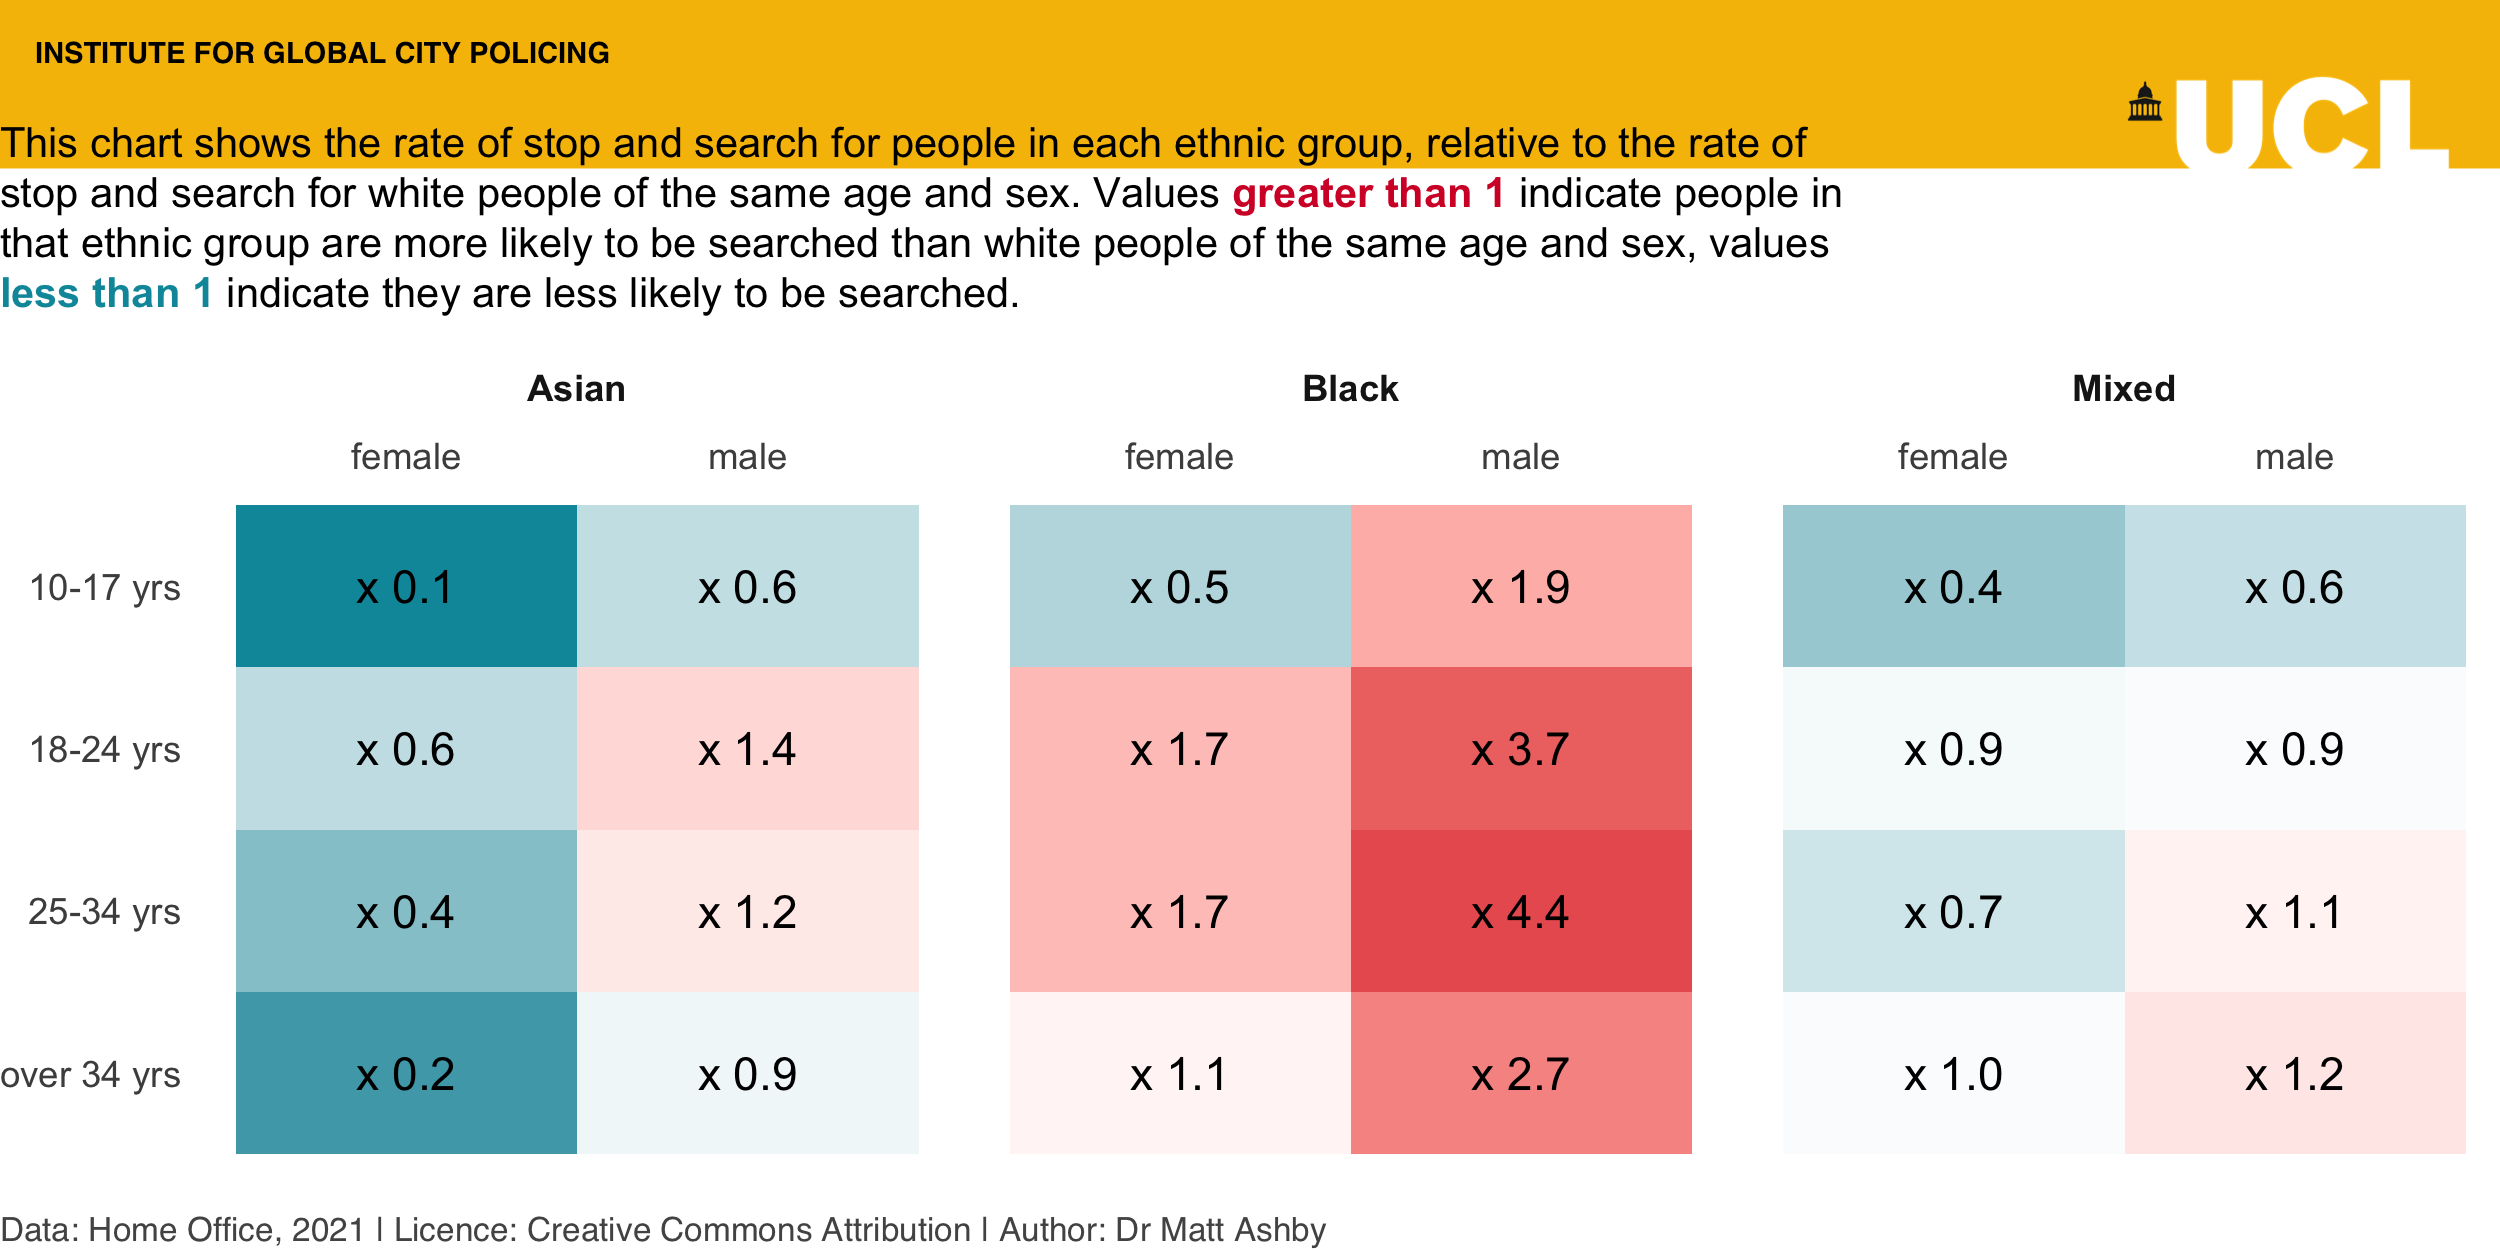 INSTITUTE FOR GLOBAL CITY POLICING
UCL
This chart shows the rate of stop and search for people in each ethnic group, relative to the rate of
stop and search for white people of the same age and sex. Values greater than 1 indicate people in
that ethnic group are more likely to be searched than white people of the same age and sex, values
less than 1 indicate they are less likely to be searched.
Asian Black Mixed
female male female male female male
10-17 yrs x 0.1 x 0.6 x 0.5 x 1.9 x 0.4 x 0.6
18-24 yrs x 0.6 x 1.4 x 1.7 x 3.7 x 0.9 x 0.9
25-34 yrs x 0.4 x 1.2 x 1.7 x 4.4 x 0.7 x 1.1
over 34 yrs x 0.2 x 0.9 x 1.1 x 2.7 x 1.0 x 1.2
Data: Home Office, 2021 | Licence: Creative Commons Attribution | Author: Dr Matt Ashby